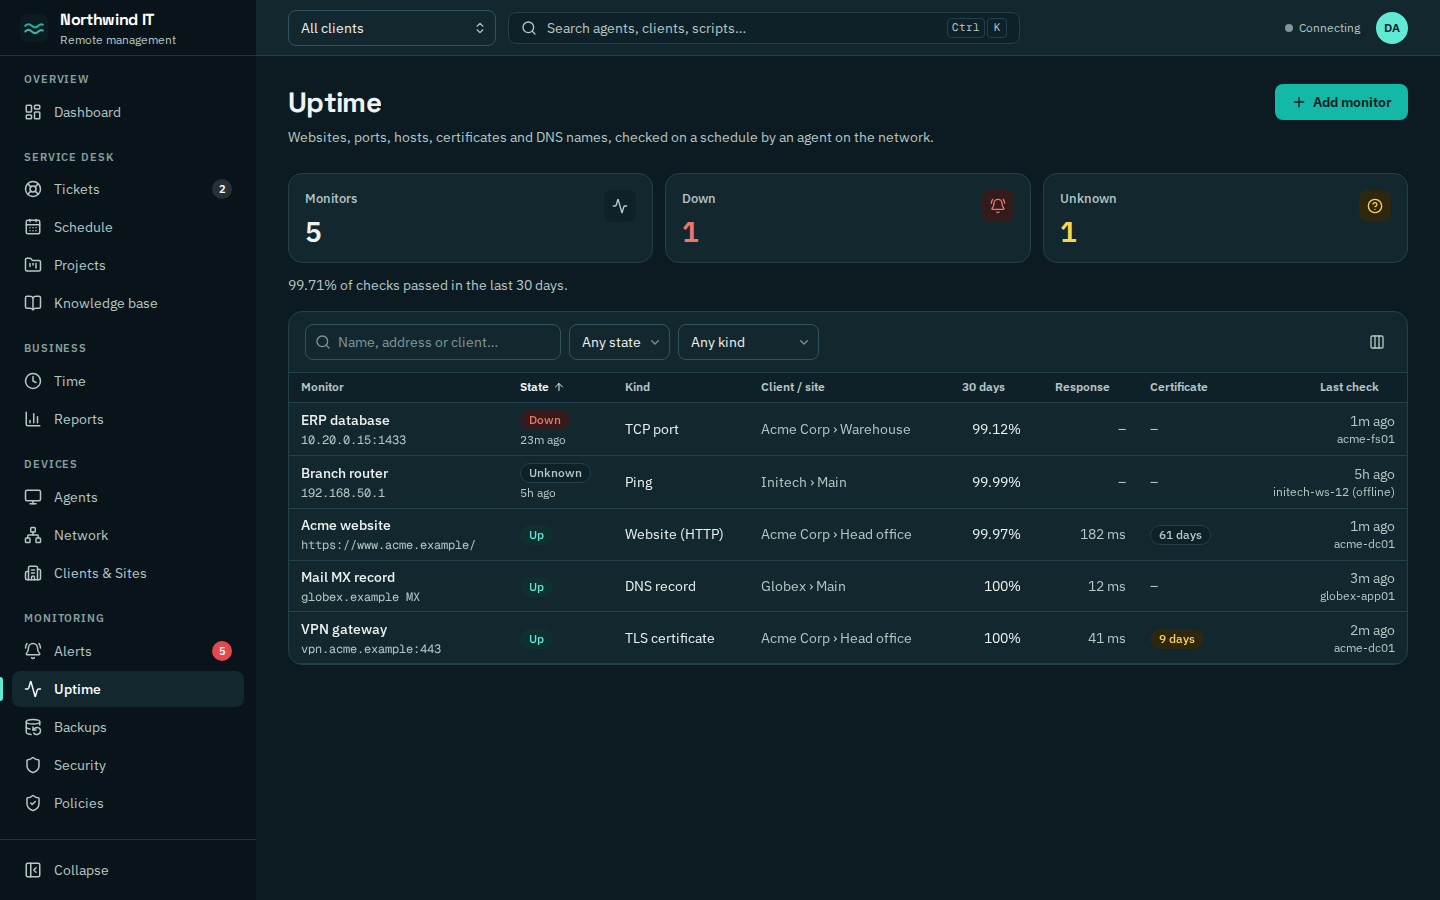 Northwind IT
Remote management
All clients
Search agents, clients, scripts...
Ctrl K
Connecting
DA
OVERVIEW
Dashboard
SERVICE DESK
Tickets 2
Schedule
Projects
Knowledge base
BUSINESS
Time
Reports
DEVICES
Agents
Network
Clients & Sites
MONITORING
Alerts 5
Uptime
Backups
Security
Policies
Collapse
Uptime
Add monitor
Websites, ports, hosts, certificates and DNS names, checked on a schedule by an agent on the network.
Monitors
5
Down
1
Unknown
1
99.71% of checks passed in the last 30 days.
Name, address or client...
Any state
Any kind
Monitor State Kind Client / site 30 days Response Certificate Last check
ERP database Down TCP port Acme Corp › Warehouse 99.12% – – 1m ago
10.20.0.15:1433 23m ago acme-fs01
Branch router Unknown Ping Initech › Main 99.99% – – 5h ago
192.168.50.1 5h ago initech-ws-12 (offline)
Acme website Up Website (HTTP) Acme Corp › Head office 99.97% 182 ms 61 days 1m ago
https://www.acme.example/ acme-dc01
Mail MX record Up DNS record Globex › Main 100% 12 ms – 3m ago
globex.example MX globex-app01
VPN gateway Up TLS certificate Acme Corp › Head office 100% 41 ms 9 days 2m ago
vpn.acme.example:443 acme-dc01